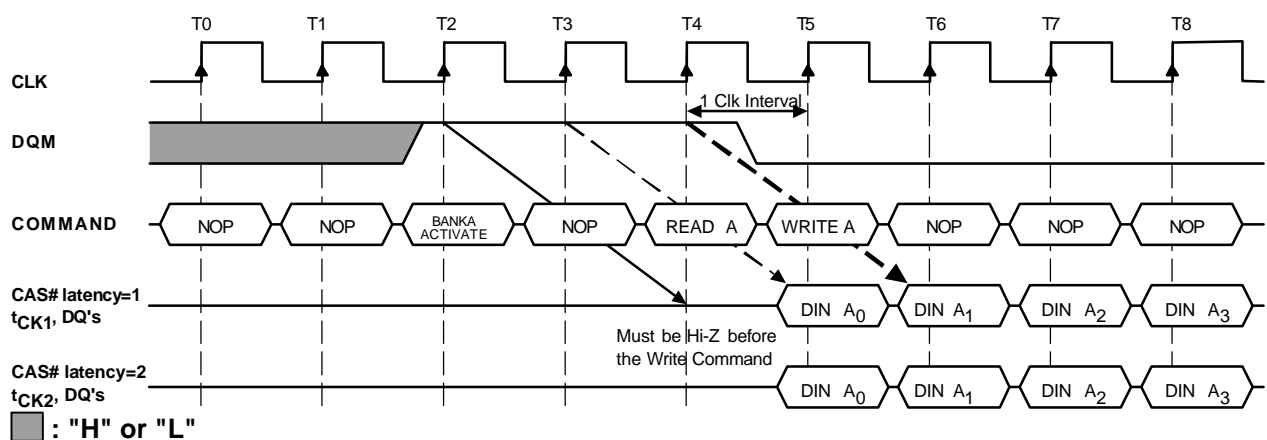 T0 T1 T2 T3 T4 T5 T6 T7 T8
CLK
1 Clk Interval
DQM
COMMAND NOP NOP BANKA ACTIVATE NOP READ A WRITE A NOP NOP NOP
CAS# latency=1
tCK1, DQ's DIN A0 DIN A1 DIN A2 DIN A3
Must be Hi-Z before
the Write Command
CAS# latency=2
tCK2, DQ's DIN A0 DIN A1 DIN A2 DIN A3
: "H" or "L"